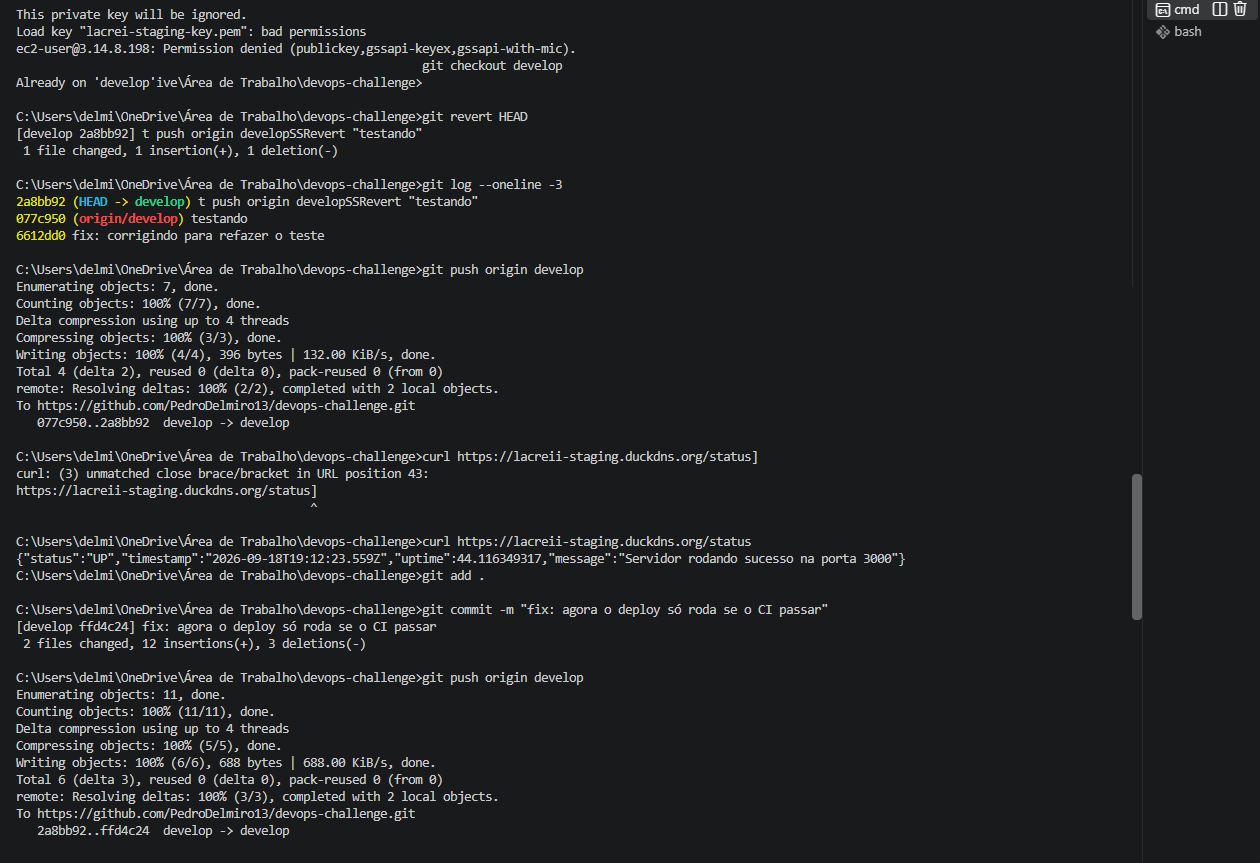 This private key will be ignored.
Load key "lacrei-staging-key.pem": bad permissions
ec2-user@3.14.8.198: Permission denied (publickey,gssapi-keyex,gssapi-with-mic).
git checkout develop
Already on 'develop'ive\Área de Trabalho\devops-challenge>
C:\Users\delmi\OneDrive\Área de Trabalho\devops-challenge>git revert HEAD
[develop 2a8bb92] t push origin developSSRevert "testando"
1 file changed, 1 insertion(+), 1 deletion(-)
C:\Users\delmi\OneDrive\Área de Trabalho\devops-challenge>git log --oneline -3
2a8bb92 (HEAD -> develop) t push origin developSSRevert "testando"
077c950 (origin/develop) testando
6612dd0 fix: corrigindo para refazer o teste
C:\Users\delmi\OneDrive\Área de Trabalho\devops-challenge>git push origin develop
Enumerating objects: 7, done.
Counting objects: 100% (7/7), done.
Delta compression using up to 4 threads
Compressing objects: 100% (3/3), done.
Writing objects: 100% (4/4), 396 bytes | 132.00 KiB/s, done.
Total 4 (delta 2), reused 0 (delta 0), pack-reused 0 (from 0)
remote: Resolving deltas: 100% (2/2), completed with 2 local objects.
To https://github.com/PedroDelmiro13/devops-challenge.git
077c950..2a8bb92  develop -> develop
C:\Users\delmi\OneDrive\Área de Trabalho\devops-challenge>curl https://lacreii-staging.duckdns.org/status]
curl: (3) unmatched close brace/bracket in URL position 43:
https://lacreii-staging.duckdns.org/status]
^
C:\Users\delmi\OneDrive\Área de Trabalho\devops-challenge>curl https://lacreii-staging.duckdns.org/status
{"status":"UP","timestamp":"2026-09-18T19:12:23.559Z","uptime":44.116349317,"message":"Servidor rodando sucesso na porta 3000"}
C:\Users\delmi\OneDrive\Área de Trabalho\devops-challenge>git add .
C:\Users\delmi\OneDrive\Área de Trabalho\devops-challenge>git commit -m "fix: agora o deploy só roda se o CI passar"
[develop ffd4c24] fix: agora o deploy só roda se o CI passar
2 files changed, 12 insertions(+), 3 deletions(-)
C:\Users\delmi\OneDrive\Área de Trabalho\devops-challenge>git push origin develop
Enumerating objects: 11, done.
Counting objects: 100% (11/11), done.
Delta compression using up to 4 threads
Compressing objects: 100% (5/5), done.
Writing objects: 100% (6/6), 688 bytes | 688.00 KiB/s, done.
Total 6 (delta 3), reused 0 (delta 0), pack-reused 0 (from 0)
remote: Resolving deltas: 100% (3/3), completed with 2 local objects.
To https://github.com/PedroDelmiro13/devops-challenge.git
2a8bb92..ffd4c24  develop -> develop
cmd
bash